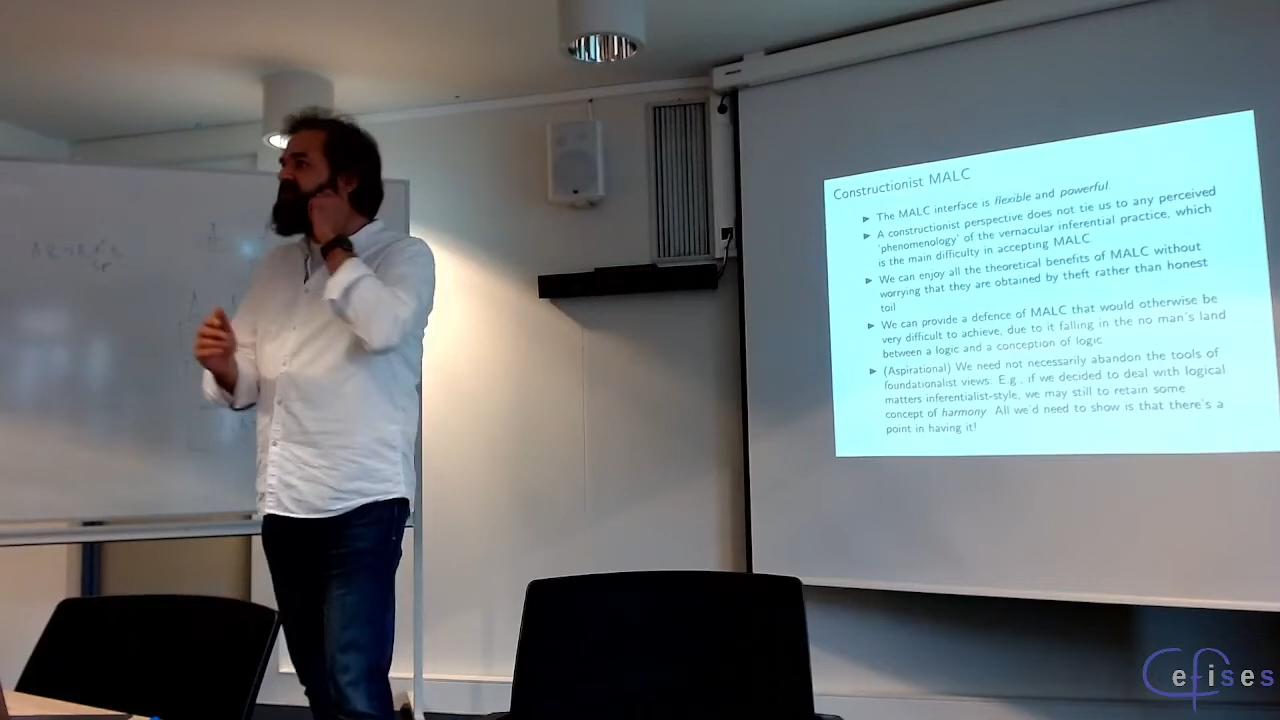 Constructionist MALC
▶ The MALC interface is flexible and powerful.
▶ A constructionist perspective does not tie us to any perceived
'phenomenology' of the vernacular inferential practice, which
is the main difficulty in accepting MALC
▶ We can enjoy all the theoretical benefits of MALC without
worrying that they are obtained by theft rather than honest
toil
▶ We can provide a defence of MALC that would otherwise be
very difficult to achieve, due to it falling in the no man's land
between a logic and a conception of logic
▶ (Aspirational) We need not necessarily abandon the tools of
foundationalist views. E.g., if we decided to deal with logical
matters inferentialist-style, we may still to retain some
concept of harmony. All we'd need to show is that there's a
point in having it!
Cefises